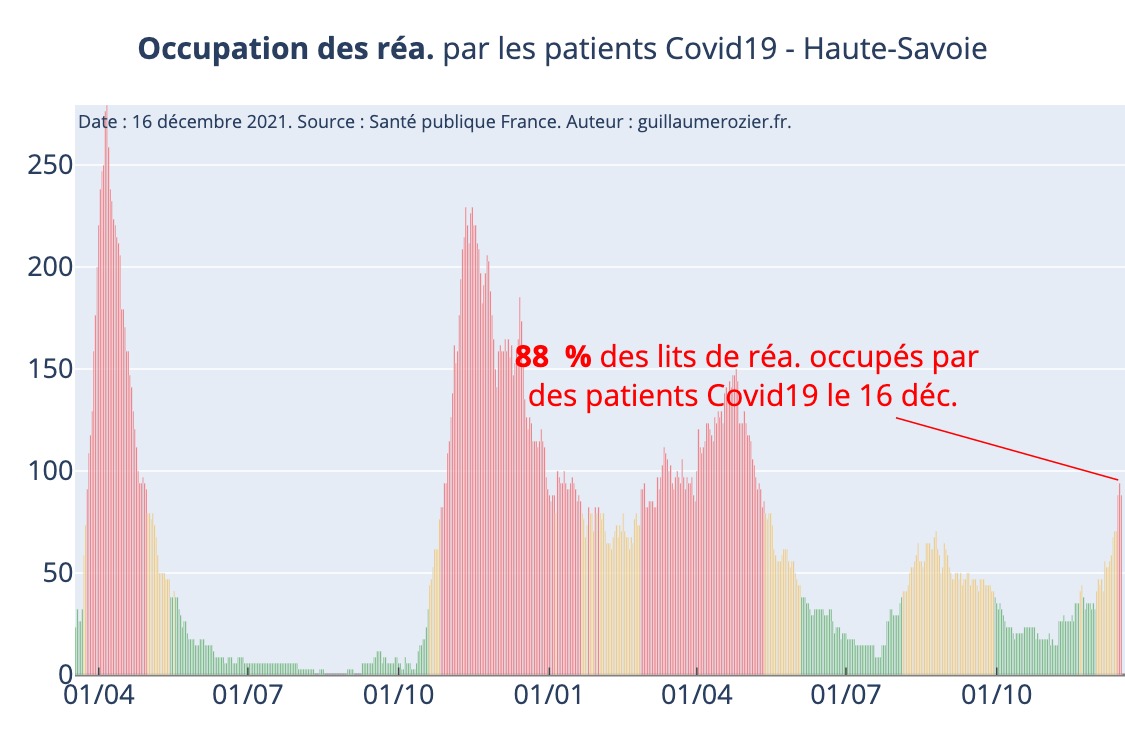 Occupation des réa. par les patients Covid19 - Haute-Savoie
Date : 16 décembre 2021. Source : Santé publique France. Auteur : guillaumerozier.fr.
250
200
88  % des lits de réa. occupés par
150
des patients Covid19 le 16 déc.
100
50
0
01/04 01/07 01/10 01/01 01/04 01/07 01/10